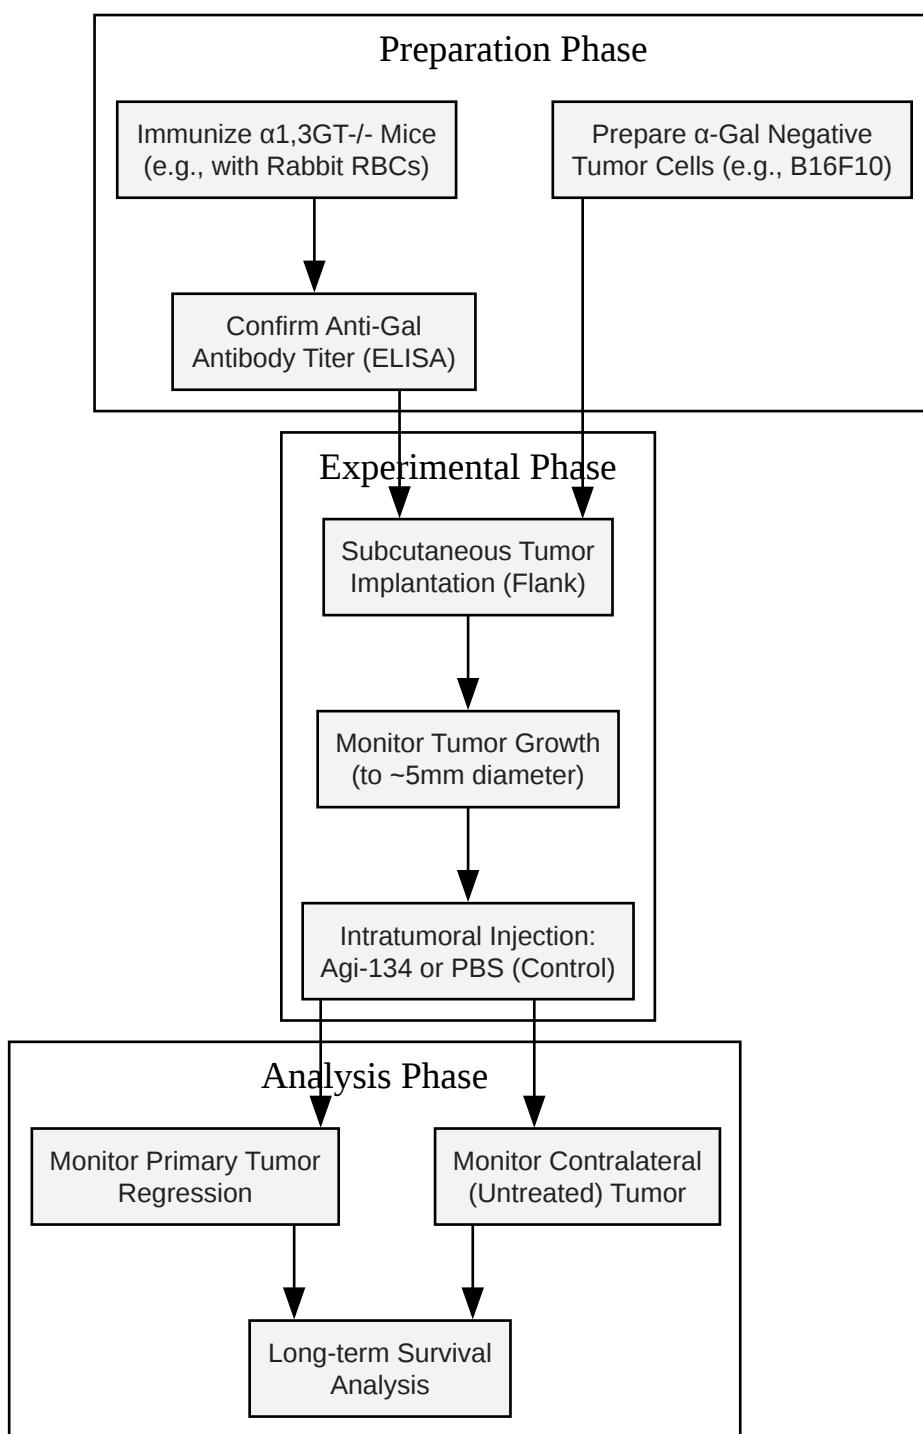 Preparation Phase
Immunize α1,3GT-/- Mice
(e.g., with Rabbit RBCs)
Prepare α-Gal Negative
Tumor Cells (e.g., B16F10)
Confirm Anti-Gal
Antibody Titer (ELISA)
Experimental Phase
Subcutaneous Tumor
Implantation (Flank)
Monitor Tumor Growth
(to ~5mm diameter)
Intratumoral Injection:
Agi-134 or PBS (Control)
Analysis Phase
Monitor Primary Tumor
Regression
Monitor Contralateral
(Untreated) Tumor
Long-term Survival
Analysis